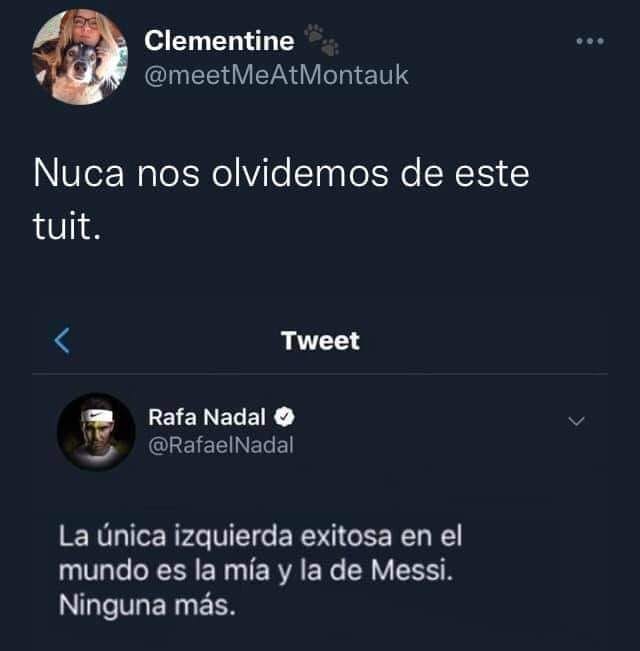 Clementine 🐾
@meetMeAtMontauk
Nuca nos olvidemos de este
tuit.
Tweet
Rafa Nadal
@RafaelNadal
La única izquierda exitosa en el
mundo es la mía y la de Messi.
Ninguna más.